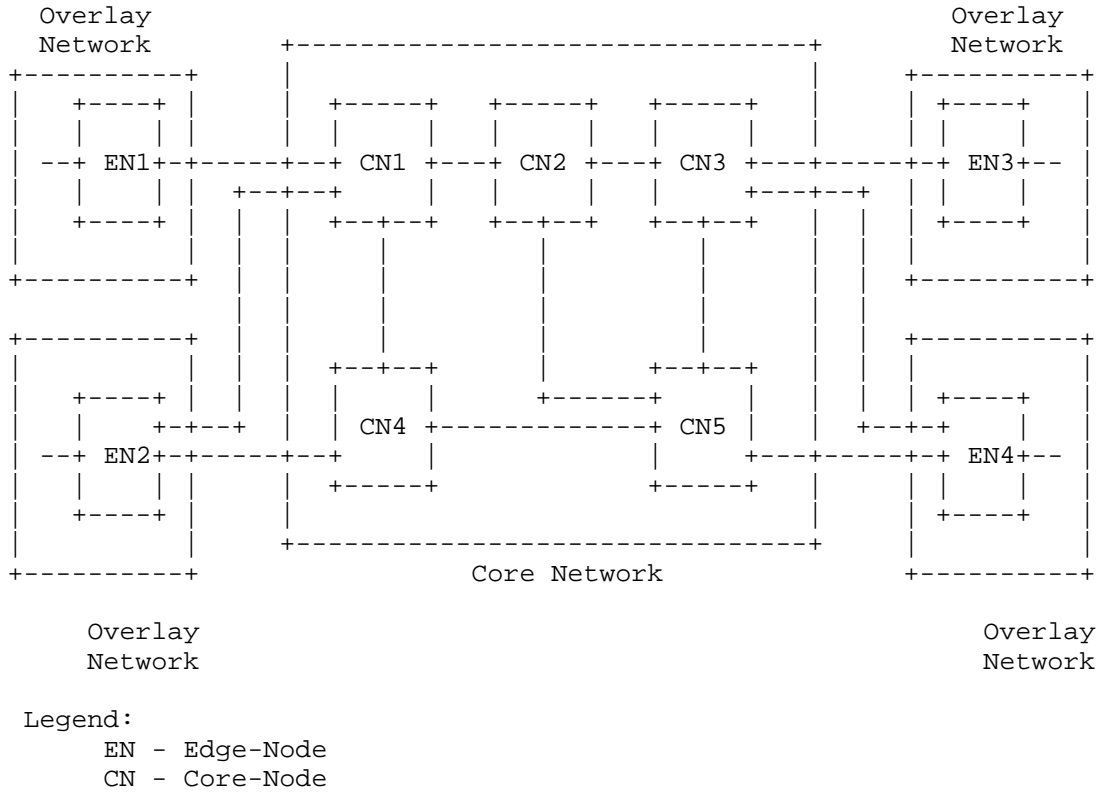 Overlay Overlay
Network Network
EN1 CN1 CN2 CN3 EN3
CN4 CN5
EN2 EN4
Core Network
Overlay Overlay
Network Network
Legend:
EN - Edge-Node
CN - Core-Node